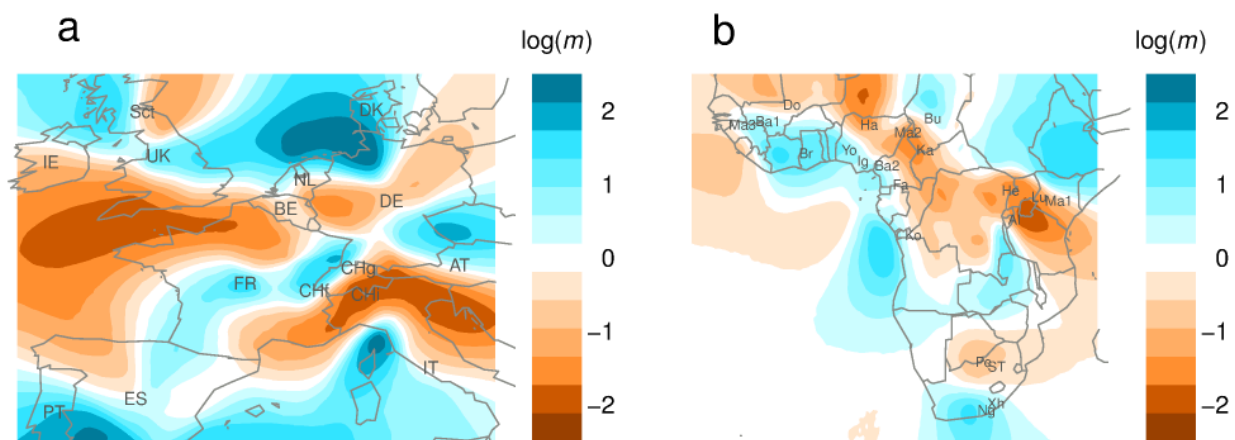 a
log(m)
2
1
0
−1
−2
Sct
DK
IE
UK
NL
BE
DE
CHg
AT
FR
CHf
CHi
IT
ES
PT
b
log(m)
2
1
0
−1
−2
Do
Ma3
Ba1
Ha
Bu
Ma2
Br
Yo
Ka
Ig
Ba2
Fa
He
Lu
Ma1
Al
Ko
Pe
ST
Xh
Ng